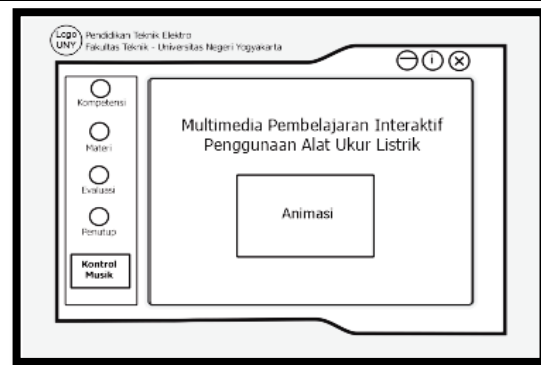 Logo
UNY
Pendidikan Teknik Elektro
Fakultas Teknik - Universitas Negeri Yogyakarta
i
Kompetensi
Materi
Evaluasi
Penutup
Kontrol
Musik
Multimedia Pembelajaran Interaktif
Penggunaan Alat Ukur Listrik
Animasi